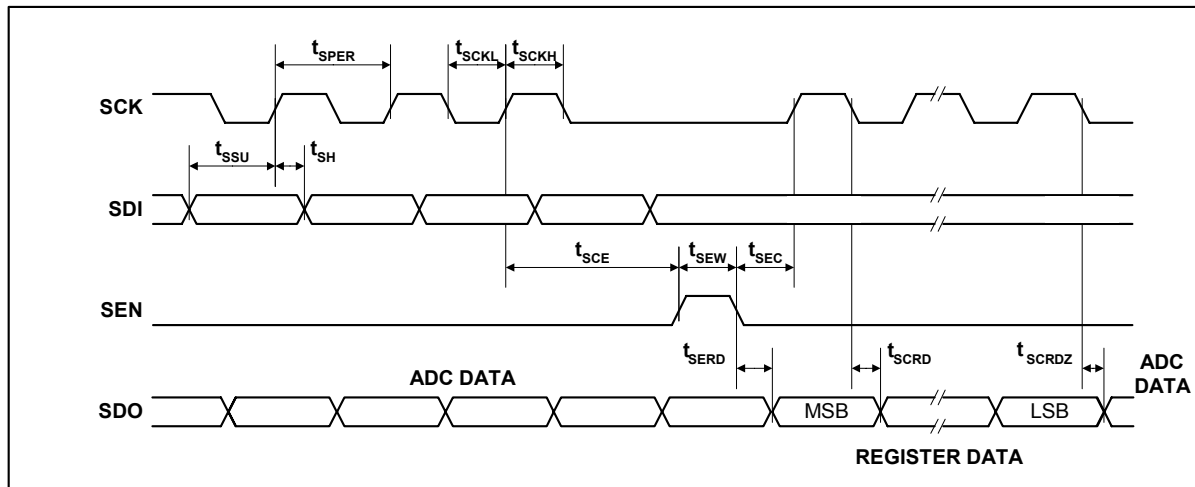 tSPER
tSCKL
tSCKH
SCK
tSSU
tSH
SDI
tSCE
tSEW
tSEC
SEN
tSERD
tSCRD
tSCRDZ
ADC DATA
ADC
DATA
SDO
MSB
LSB
REGISTER DATA